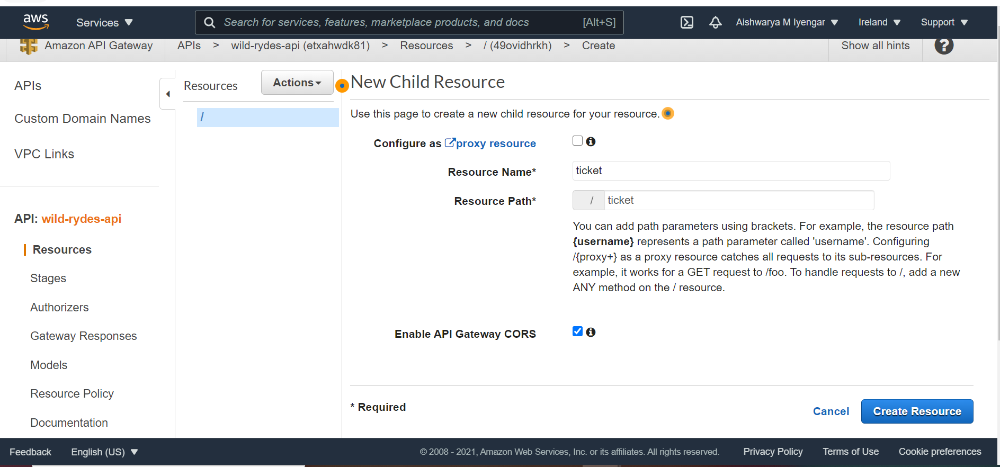 aws
Services
Search for services, features, marketplace products, and docs [Alt+S]
Aishwarya M Iyengar
Ireland
Support
Amazon API Gateway
APIs > wild-rydes-api (etxahwdk81) > Resources > / (49ovidhrkh) > Create
Show all hints
?
APIs
Custom Domain Names
VPC Links
API: wild-rydes-api
Resources
Stages
Authorizers
Gateway Responses
Models
Resource Policy
Documentation
Resources
Actions
/
New Child Resource
Use this page to create a new child resource for your resource.
Configure as proxy resource
Resource Name* ticket
Resource Path* / ticket
You can add path parameters using brackets. For example, the resource path
{username} represents a path parameter called 'username'. Configuring
/{proxy+} as a proxy resource catches all requests to its sub-resources. For
example, it works for a GET request to /foo. To handle requests to /, add a new
ANY method on the / resource.
Enable API Gateway CORS
* Required
Cancel
Create Resource
Feedback
English (US)
© 2008 - 2021, Amazon Web Services, Inc. or its affiliates. All rights reserved.
Privacy Policy
Terms of Use
Cookie preferences